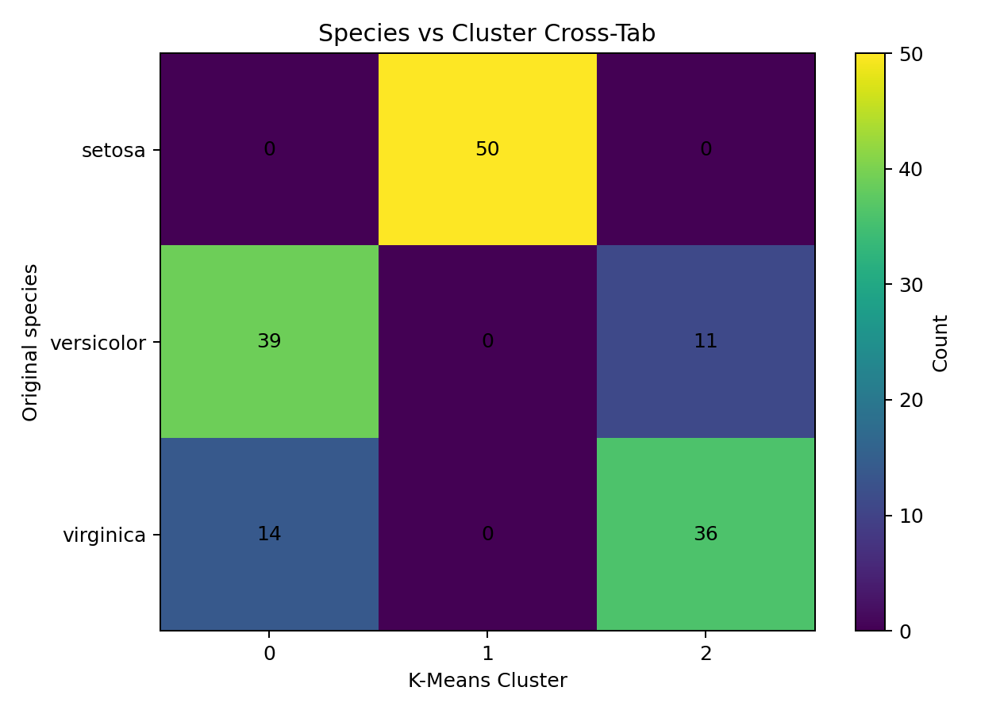 Species vs Cluster Cross-Tab
Original species
setosa
versicolor
virginica
0 50 0
39 0 11
14 0 36
0 1 2
K-Means Cluster
50
40
30
20
10
0
Count